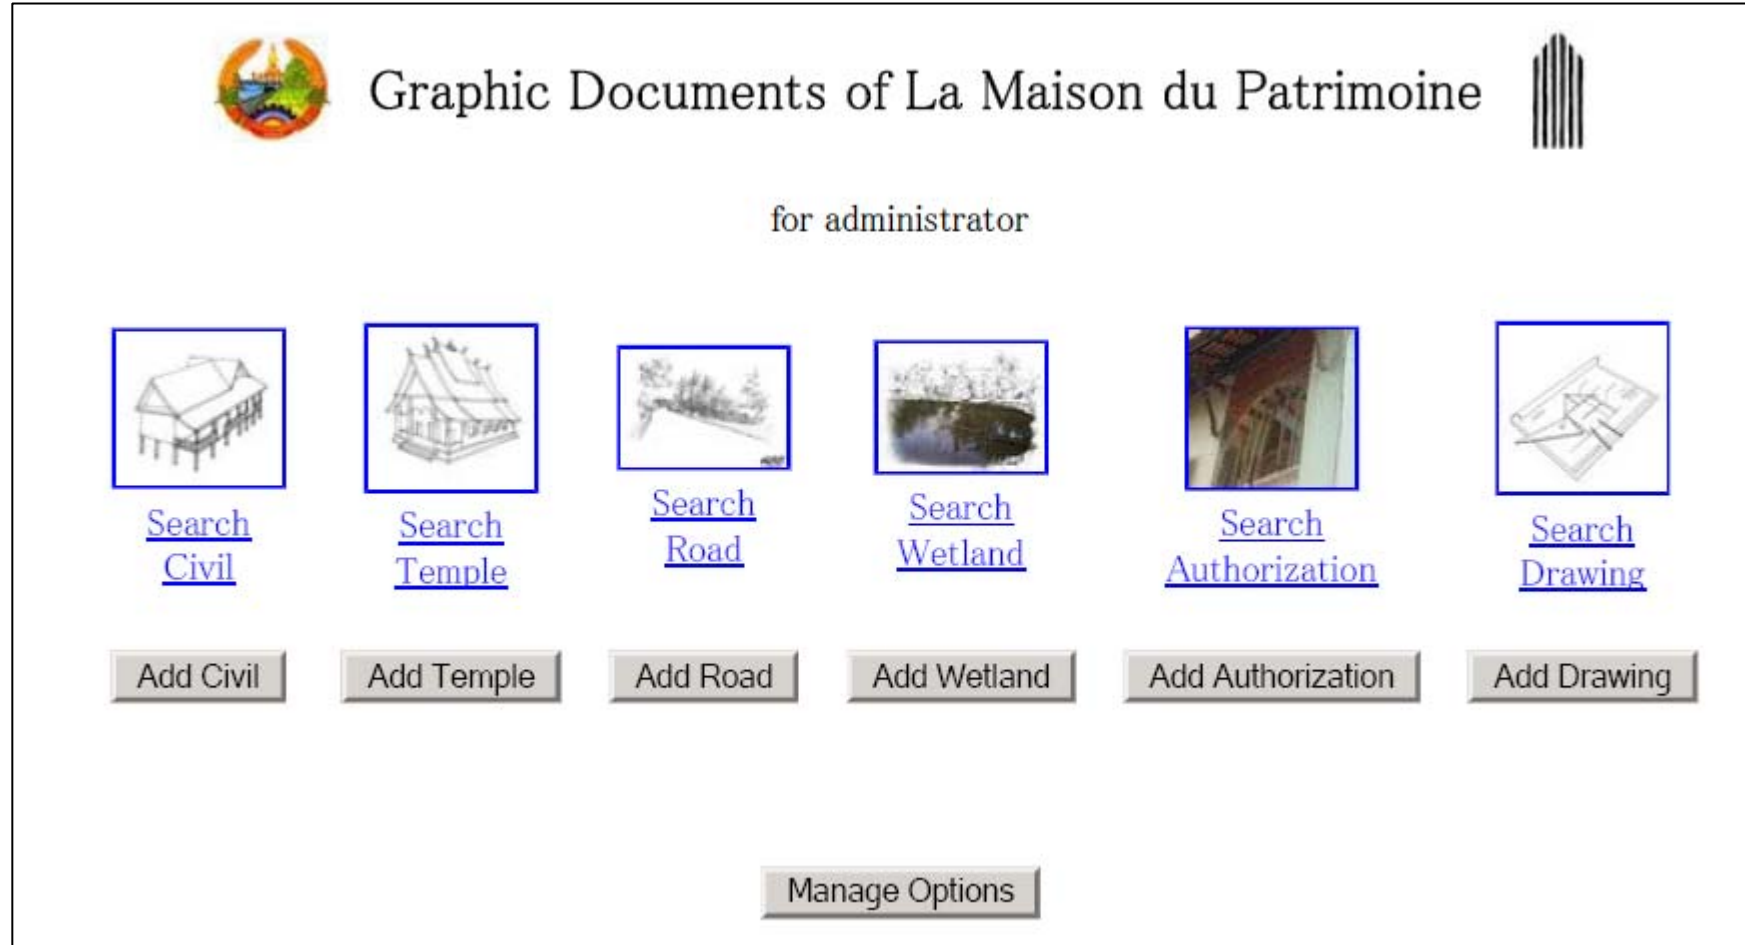 Graphic Documents of La Maison du Patrimoine
for administrator
Search
Civil
Search
Temple
Search
Road
Search
Wetland
Search
Authorization
Search
Drawing
Add Civil
Add Temple
Add Road
Add Wetland
Add Authorization
Add Drawing
Manage Options